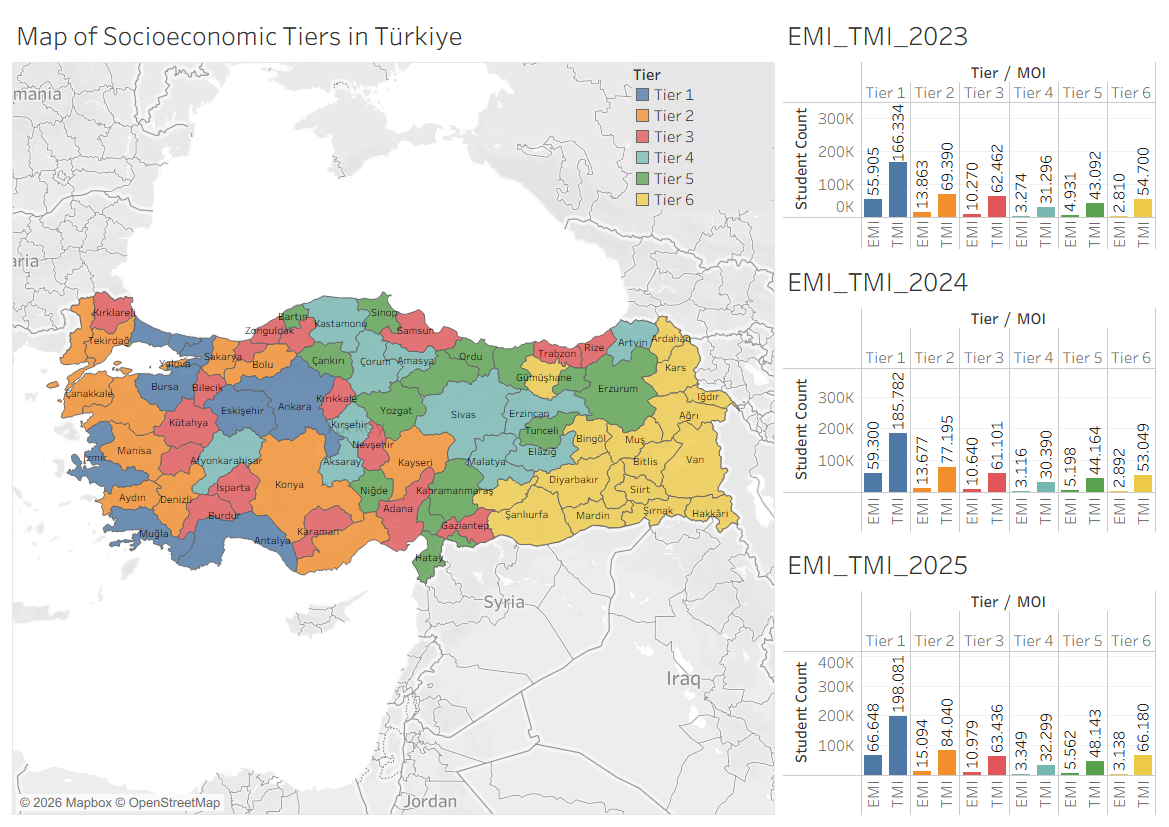 Map of Socioeconomic Tiers in Türkiye
mania
aria
Tier
Tier 1
Tier 2
Tier 3
Tier 4
Tier 5
Tier 6
Kırklareli
Tekirdağ
Bartın
Kastamonu
Sinop
Zonguldak
Samsun
Sakarya
Bolu
Yalova
Çankırı
Çorum
Amasya
Ordu
Trabzon
Rize
Artvin
Ardahan
Kars
Gümüşhane
Erzurum
Iğdır
Ağrı
Çanakkale
Bursa
Bilecik
Eskişehir
Ankara
Kırıkkale
Yozgat
Sivas
Erzincan
Tunceli
Bingöl
Muş
Kütahya
Kırşehir
Manisa
İzmir
Afyonkarahisar
Nevşehir
Aksaray
Kayseri
Malatya
Elâzığ
Bitlis
Van
Diyarbakır
Siirt
Isparta
Konya
Niğde
Kahramanmaraş
Aydın
Denizli
Burdur
Adana
Gaziantep
Şanlıurfa
Mardin
Şırnak
Hakkâri
Muğla
Antalya
Karaman
Hatay
Syria
Iraq
Jordan
© 2026 Mapbox © OpenStreetMap
EMI_TMI_2023
Tier / MOI
Tier 1 Tier 2 Tier 3 Tier 4 Tier 5 Tier 6
Student Count
300K
200K
100K
0K
55.905 166.334 13.863 69.390 10.270 62.462 3.274 31.296 4.931 43.092 2.810 54.700
EMI TMI EMI TMI EMI TMI EMI TMI EMI TMI EMI TMI
EMI_TMI_2024
Tier / MOI
Tier 1 Tier 2 Tier 3 Tier 4 Tier 5 Tier 6
Student Count
300K
200K
100K
59.300 185.782 13.677 77.195 10.640 61.101 3.116 30.390 5.198 44.164 2.892 53.049
EMI TMI EMI TMI EMI TMI EMI TMI EMI TMI EMI TMI
EMI_TMI_2025
Tier / MOI
Tier 1 Tier 2 Tier 3 Tier 4 Tier 5 Tier 6
Student Count
400K
300K
200K
100K
66.648 198.081 15.094 84.040 10.979 63.436 3.349 32.299 5.562 48.143 3.138 66.180
EMI TMI EMI TMI EMI TMI EMI TMI EMI TMI EMI TMI